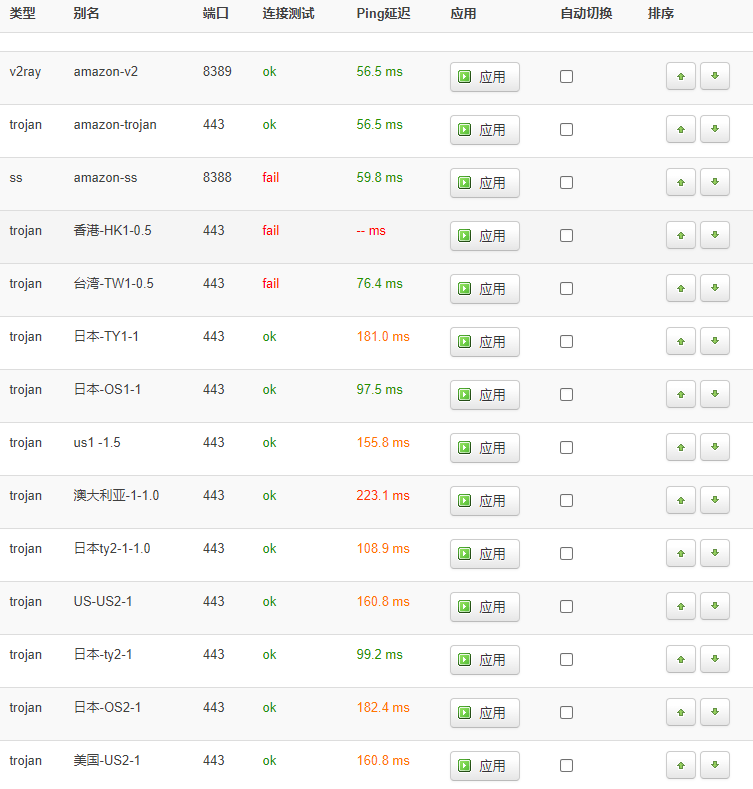 类型 别名 端口 连接测试 Ping延迟 应用 自动切换 排序
v2ray amazon-v2 8389 ok 56.5 ms 应用
trojan amazon-trojan 443 ok 56.5 ms 应用
ss amazon-ss 8388 fail 59.8 ms 应用
trojan 香港-HK1-0.5 443 fail -- ms 应用
trojan 台湾-TW1-0.5 443 fail 76.4 ms 应用
trojan 日本-TY1-1 443 ok 181.0 ms 应用
trojan 日本-OS1-1 443 ok 97.5 ms 应用
trojan us1 -1.5 443 ok 155.8 ms 应用
trojan 澳大利亚-1-1.0 443 ok 223.1 ms 应用
trojan 日本ty2-1-1.0 443 ok 108.9 ms 应用
trojan US-US2-1 443 ok 160.8 ms 应用
trojan 日本-ty2-1 443 ok 99.2 ms 应用
trojan 日本-OS2-1 443 ok 182.4 ms 应用
trojan 美国-US2-1 443 ok 160.8 ms 应用